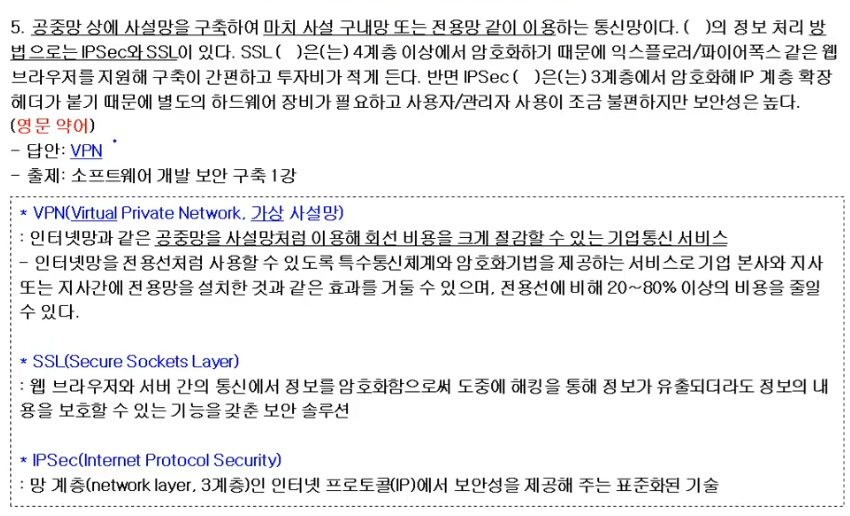 5. 공중망 상에 사설망을 구축하여 마치 사설 구내망 또는 전용망 같이 이용하는 통신망이다. (   )의 정보 처리 방
법으로는 IPSec와 SSL이 있다. SSL (   )은(는) 4계층 이상에서 암호화하기 때문에 익스플로러/파이어폭스 같은 웹
브라우저를 지원해 구축이 간편하고 투자비가 적게 든다. 반면 IPSec (   )은(는) 3계층에서 암호화해 IP 계층 확장
헤더가 붙기 때문에 별도의 하드웨어 장비가 필요하고 사용자/관리자 사용이 조금 불편하지만 보안성은 높다.
(영문 약어)
- 답안: VPN
- 출제: 소프트웨어 개발 보안 구축 1강
* VPN(Virtual Private Network, 가상 사설망)
: 인터넷망과 같은 공중망을 사설망처럼 이용해 회선 비용을 크게 절감할 수 있는 기업통신 서비스
- 인터넷망을 전용선처럼 사용할 수 있도록 특수통신체계와 암호화기법을 제공하는 서비스로 기업 본사와 지사
또는 지사간에 전용망을 설치한 것과 같은 효과를 거둘 수 있으며, 전용선에 비해 20~80% 이상의 비용을 줄일
수 있다.
* SSL(Secure Sockets Layer)
: 웹 브라우저와 서버 간의 통신에서 정보를 암호화함으로써 도중에 해킹을 통해 정보가 유출되더라도 정보의 내
용을 보호할 수 있는 기능을 갖춘 보안 솔루션
* IPSec(Internet Protocol Security)
: 망 계층(network layer, 3계층)인 인터넷 프로토콜(IP)에서 보안성을 제공해 주는 표준화된 기술